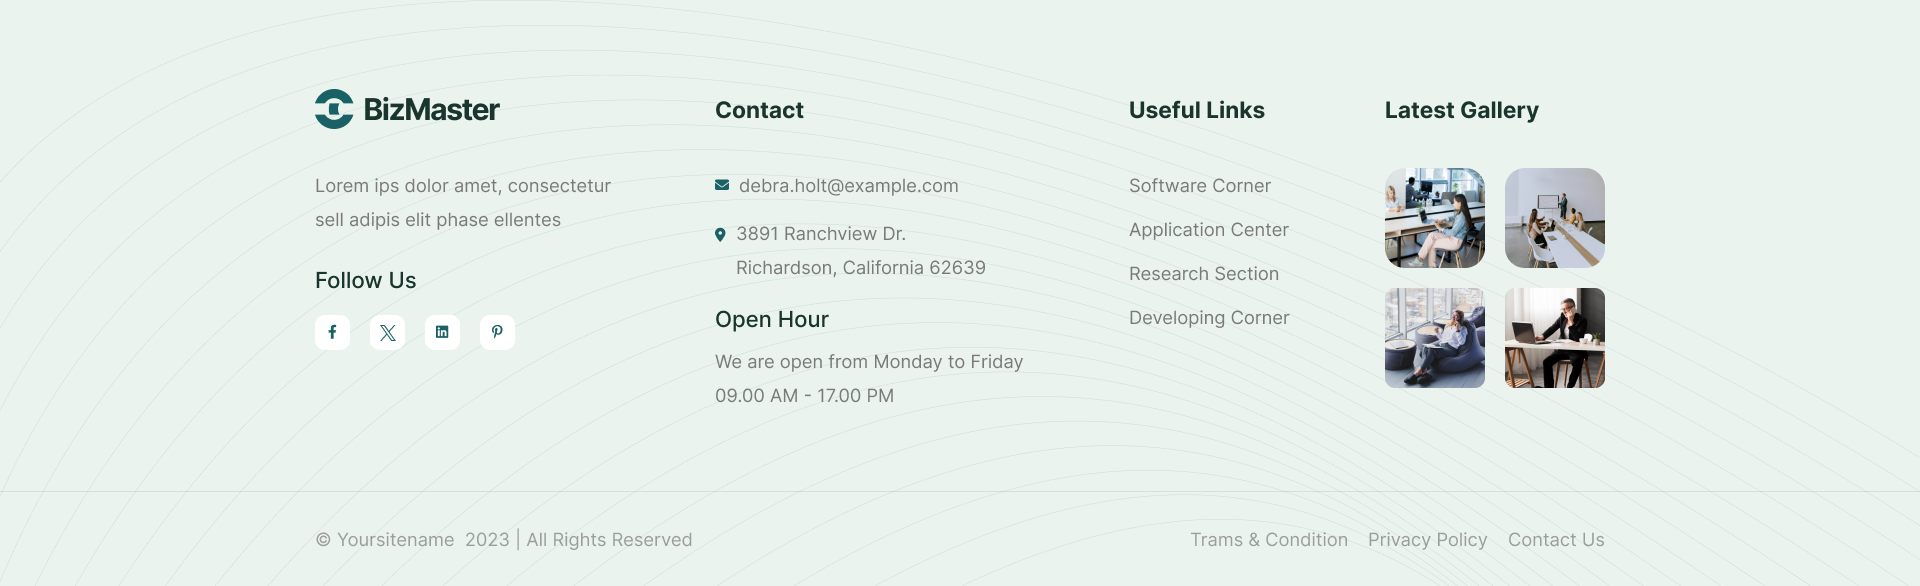 BizMaster
Lorem ips dolor amet, consectetur
sell adipis elit phase ellentes
Follow Us
Contact
debra.holt@example.com
3891 Ranchview Dr.
Richardson, California 62639
Open Hour
We are open from Monday to Friday
09.00 AM - 17.00 PM
Useful Links
Software Corner
Application Center
Research Section
Developing Corner
Latest Gallery
© Yoursitename 2023 | All Rights Reserved
Trams & Condition Privacy Policy Contact Us